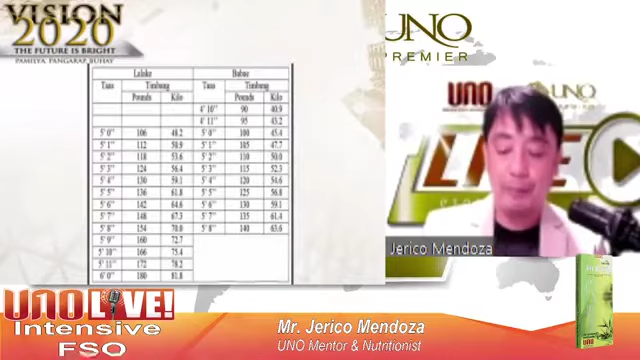 VISION
2020
THE FUTURE IS BRIGHT
PAMILYA, PANGARAP, BUHAY
UNO
PREMIER
Lalake Babae
Taas Timbang Taas Timbang
Pounds Kilo Pounds Kilo
4' 10" 90 40.9
4' 11" 95 43.2
5' 0" 106 48.2 5' 0" 100 45.4
5' 1" 112 50.9 5' 1" 105 47.7
5' 2" 118 53.6 5' 2" 110 50.0
5' 3" 124 56.4 5' 3" 115 52.3
5' 4" 130 59.1 5' 4" 120 54.6
5' 5" 136 61.8 5' 5" 125 56.8
5' 6" 142 64.6 5' 6" 130 59.1
5' 7" 148 67.3 5' 7" 135 61.4
5' 8" 154 70.0 5' 8" 140 63.6
5' 9" 160 72.7
5' 10" 166 75.4
5' 11" 172 78.2
6' 0" 180 81.8
UNO
UNO
LIVE
Jerico Mendoza
UNO LIVE!
Intensive
FSQ
Mr. Jerico Mendoza
UNO Mentor & Nutritionist
UNO